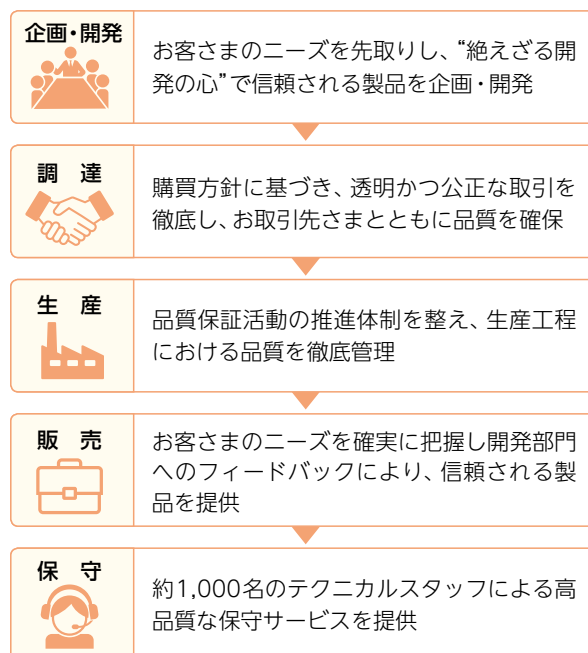 企画・開発
お客さまのニーズを先取りし、“絶えざる開
発の心”で信頼される製品を企画・開発
調　達
購買方針に基づき、透明かつ公正な取引を
徹底し、お取引先さまとともに品質を確保
生　産
品質保証活動の推進体制を整え、生産工程
における品質を徹底管理
販　売
お客さまのニーズを確実に把握し開発部門
へのフィードバックにより、信頼される製
品を提供
保　守
約1,000名のテクニカルスタッフによる高
品質な保守サービスを提供